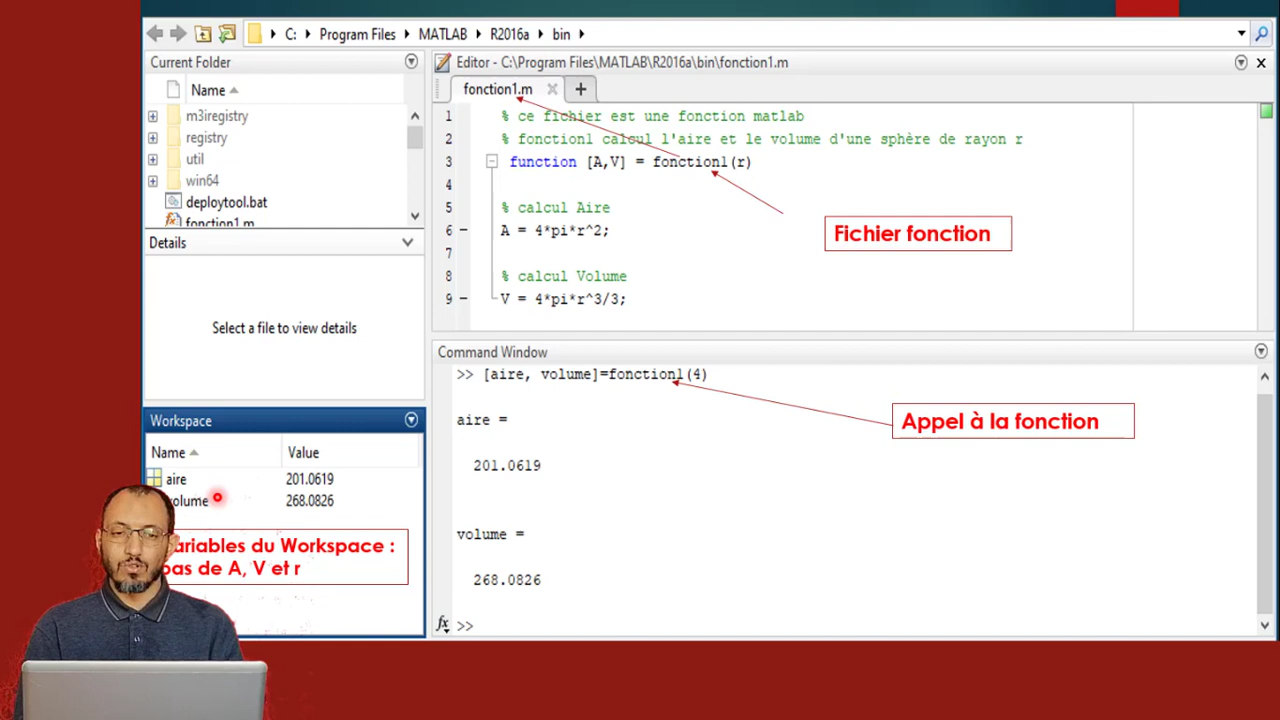 C: Program Files MATLAB R2016a bin
Current Folder
Name
m3iregistry
registry
util
win64
deploytool.bat
fonction1.m
Details
Select a file to view details
Workspace
Name Value
aire 201.0619
volume 268.0826
ariables du Workspace :
pas de A, V et r
Editor - C:\Program Files\MATLAB\R2016a\bin\fonction1.m
fonction1.m
1 % ce fichier est une fonction matlab
2 % fonction1 calcul l'aire et le volume d'une sphère de rayon r
3 function [A,V] = fonction1(r)
4
5 % calcul Aire
6 A = 4*pi*r^2;
7
8 % calcul Volume
9 V = 4*pi*r^3/3;
Fichier fonction
Command Window
>> [aire, volume]=fonction1(4)
aire =
201.0619
volume =
268.0826
fx >>
Appel à la fonction